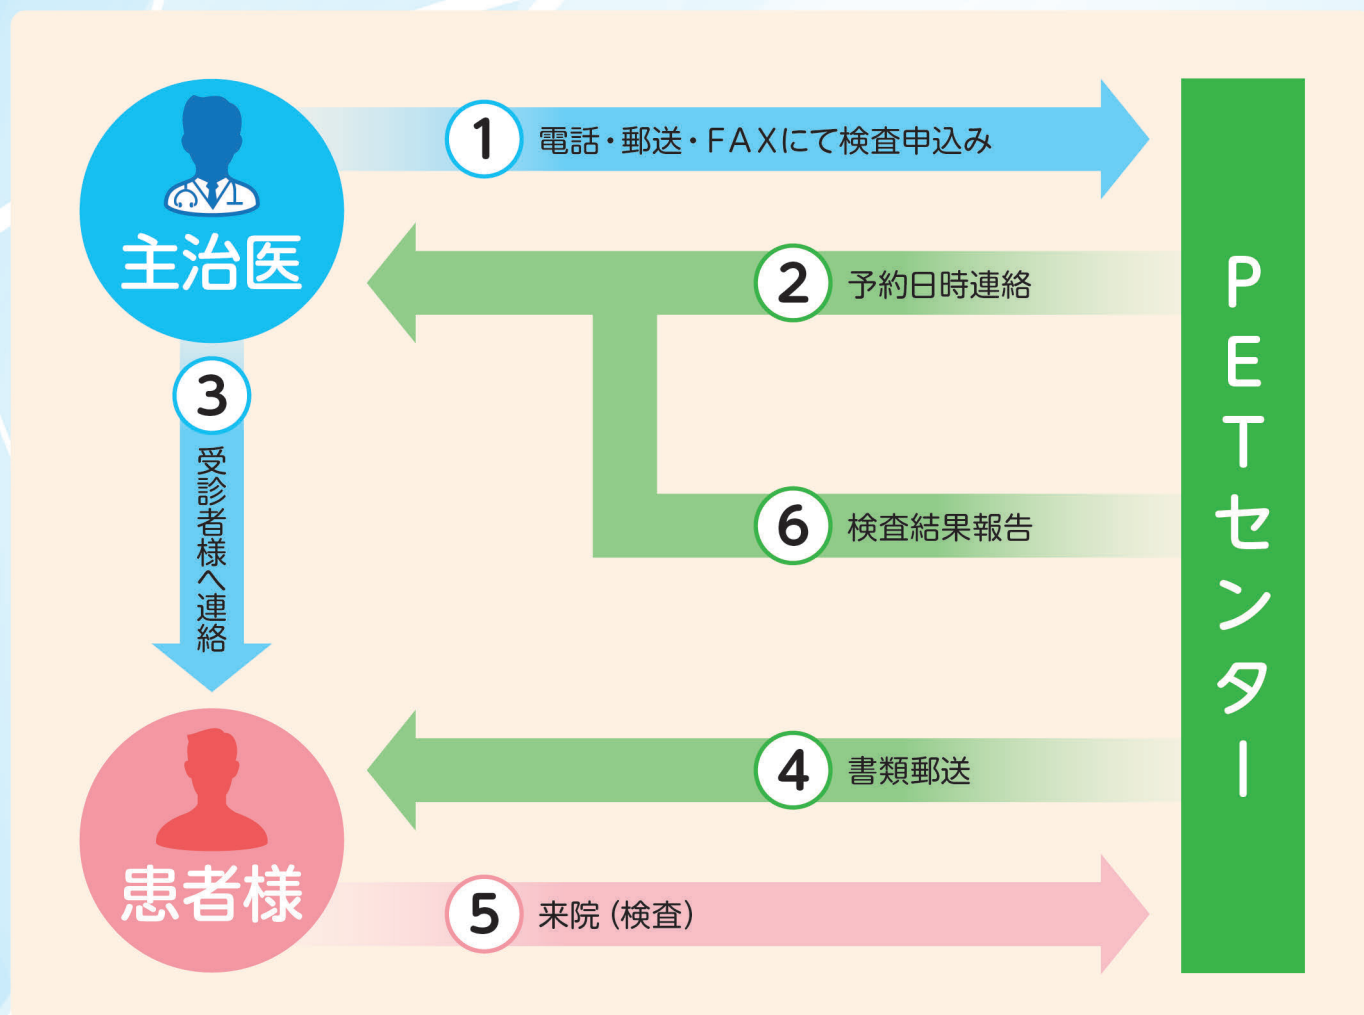 主治医
1 電話・郵送・FAXにて検査申込み
2 予約日時連絡
3 受診者様へ連絡
6 検査結果報告
4 書類郵送
患者様
5 来院（検査）
PETセンター